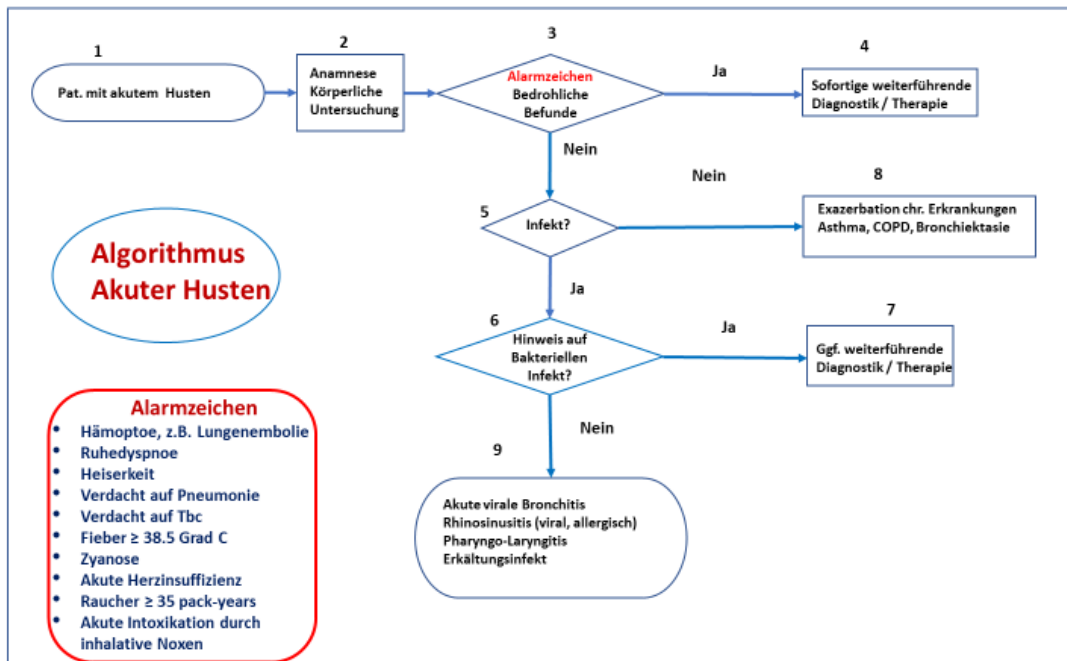 1
Pat. mit akutem Husten
2
Anamnese
Körperliche
Untersuchung
3
Alarmzeichen
Bedrohliche
Befunde
Ja
4
Sofortige weiterführende
Diagnostik / Therapie
Nein
5
Infekt?
Nein
8
Exazerbation chr. Erkrankungen
Asthma, COPD, Bronchiektasie
Algorithmus
Akuter Husten
Ja
6
Hinweis auf
Bakteriellen
Infekt?
Ja
7
Ggf. weiterführende
Diagnostik / Therapie
Nein
9
Akute virale Bronchitis
Rhinosinusitis (viral, allergisch)
Pharyngo-Laryngitis
Erkältungsinfekt
Alarmzeichen
• Hämoptoe, z.B. Lungenembolie
• Ruhedyspnoe
• Heiserkeit
• Verdacht auf Pneumonie
• Verdacht auf Tbc
• Fieber ≥ 38.5 Grad C
• Zyanose
• Akute Herzinsuffizienz
• Raucher ≥ 35 pack-years
• Akute Intoxikation durch
inhalative Noxen